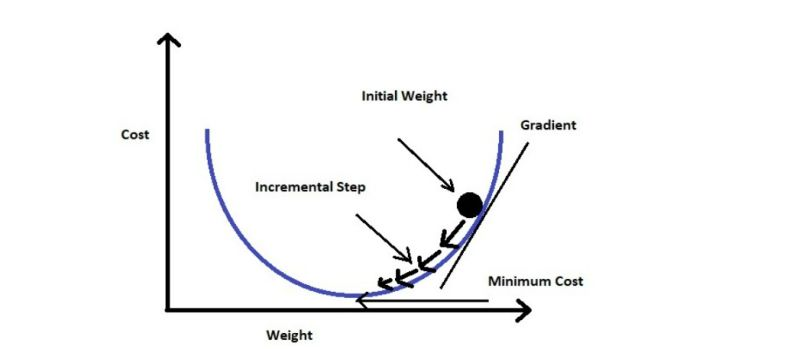 Initial Weight
Gradient
Cost
Incremental Step
Minimum Cost
Weight